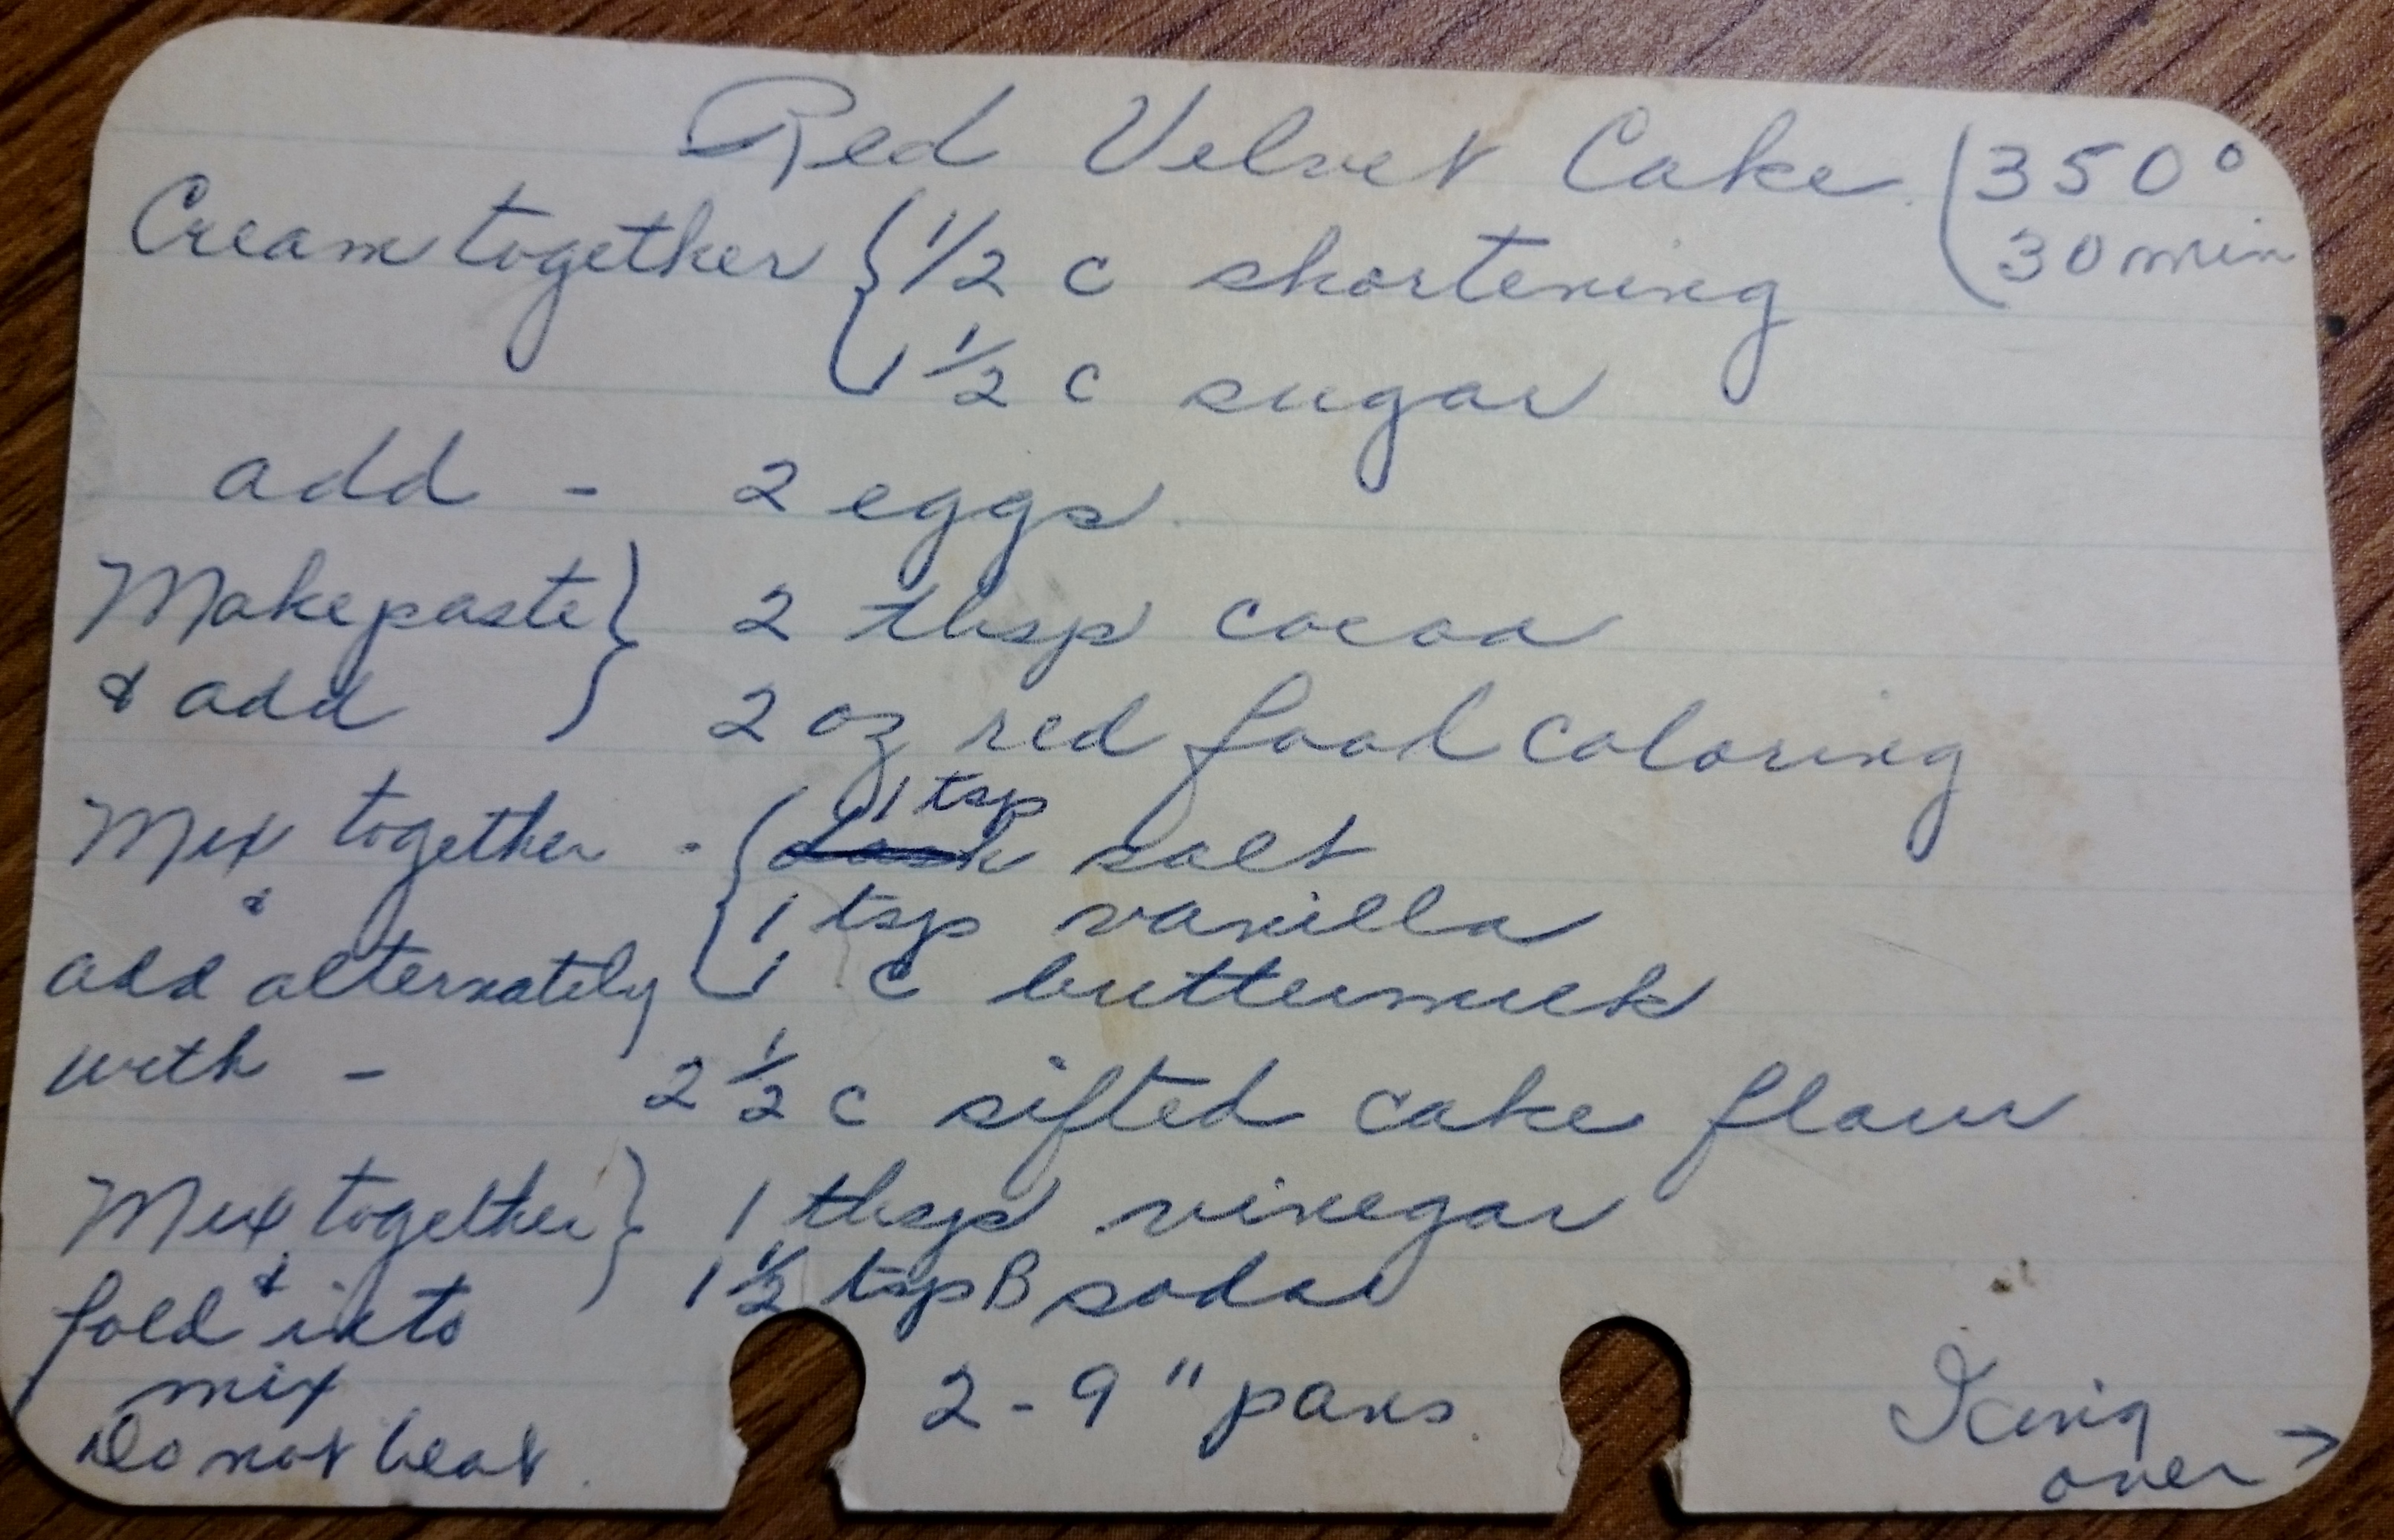 Red Velvet Cake (350°
30 min
Cream together { 1/2 c shortening
1 1/2 c sugar
add - 2 eggs
Make paste } 2 tbsp cocoa
& add 2 oz red food coloring
1 tsp
Mix together - { dash salt
& 1 tsp vanilla
add alternately 1 c buttermilk
with - 2 1/2 c sifted cake flour
Mix together } 1 tbsp vinegar
& 1 1/2 tsp B soda
fold into
mix 2 - 9" pans
Do not beat.
Icing
over →